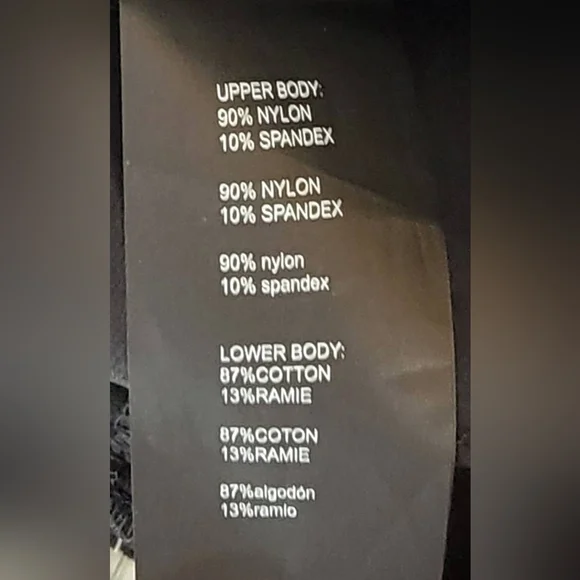 UPPER BODY:
90% NYLON
10% SPANDEX
90% NYLON
10% SPANDEX
90% nylon
10% spandex
LOWER BODY:
87%COTTON
13%RAMIE
87%COTON
13%RAMIE
87%algodón
13%ramio